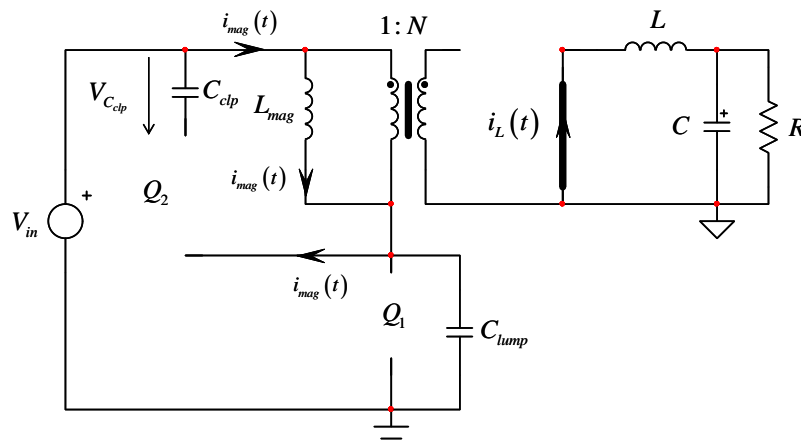 i_mag(t)
1:N
L
V_Cclp
C_clp
L_mag
i_L(t)
C
+
R
i_mag(t)
Q_2
+
V_in
i_mag(t)
Q_1
C_lump